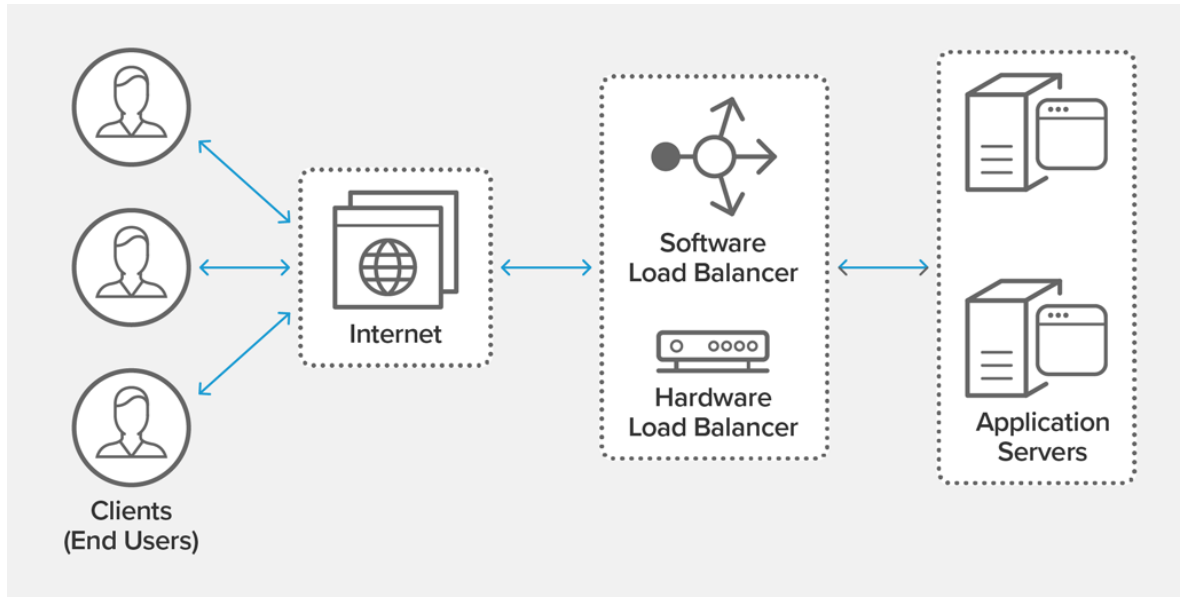 Clients
(End Users)
Internet
Software
Load Balancer
Hardware
Load Balancer
Application
Servers